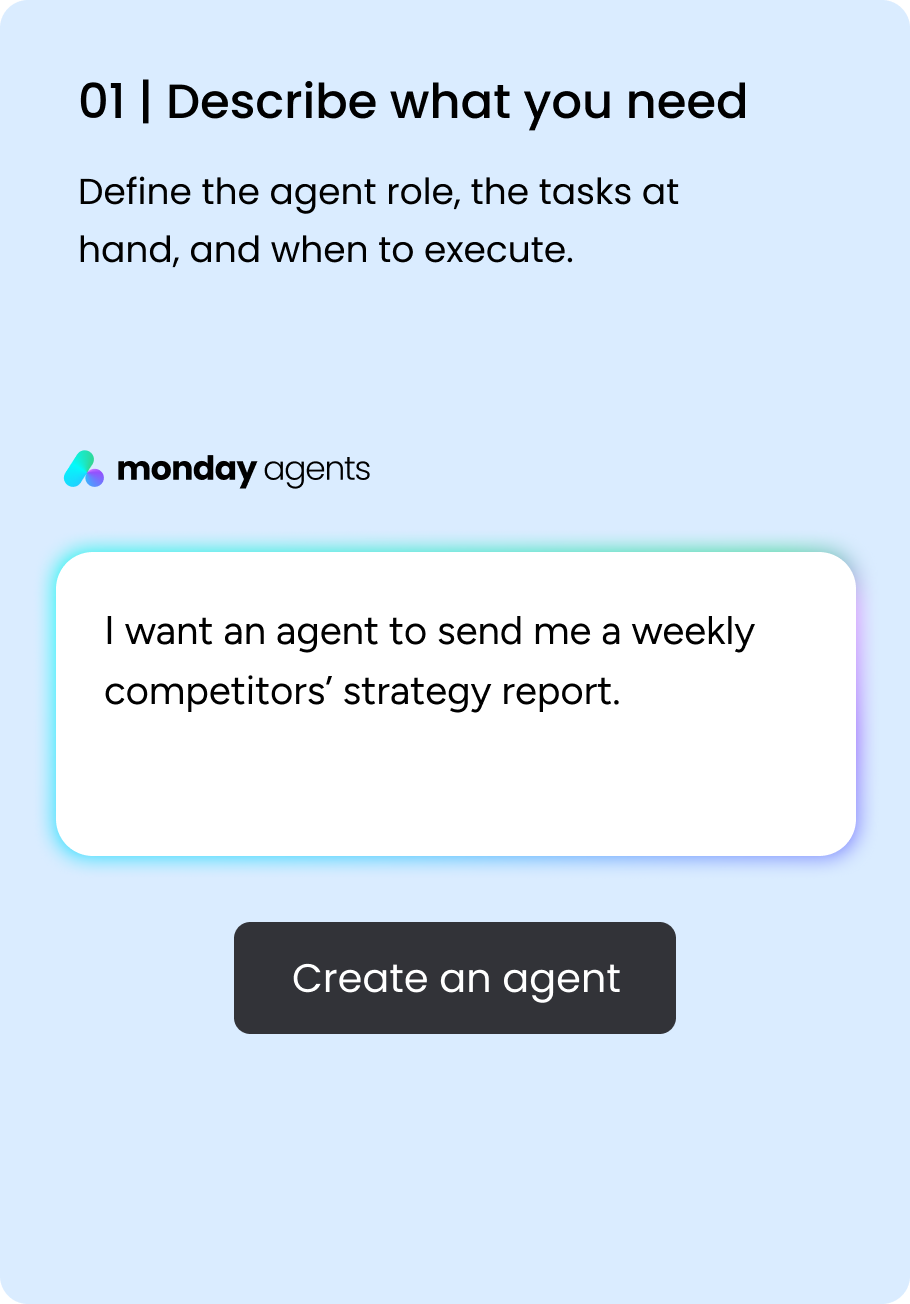 01 | Describe what you need
Define the agent role, the tasks at
hand, and when to execute.
monday agents
I want an agent to send me a weekly
competitors’ strategy report.
Create an agent